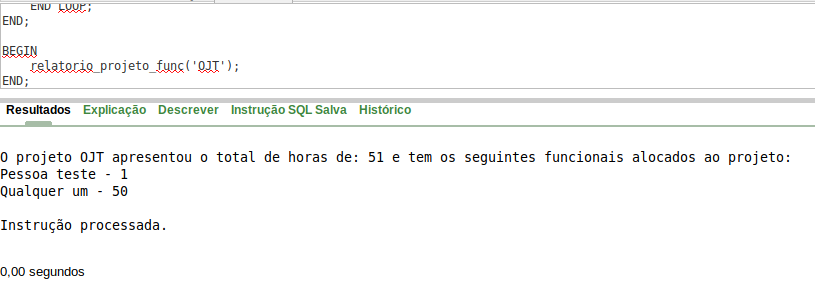 END LOOP;
END;
BEGIN
relatorio_projeto_func('OJT');
END;
Resultados Explicação Descrever Instrução SQL Salva Histórico
O projeto OJT apresentou o total de horas de: 51 e tem os seguintes funcionais alocados ao projeto:
Pessoa teste - 1
Qualquer um - 50
Instrução processada.
0,00 segundos